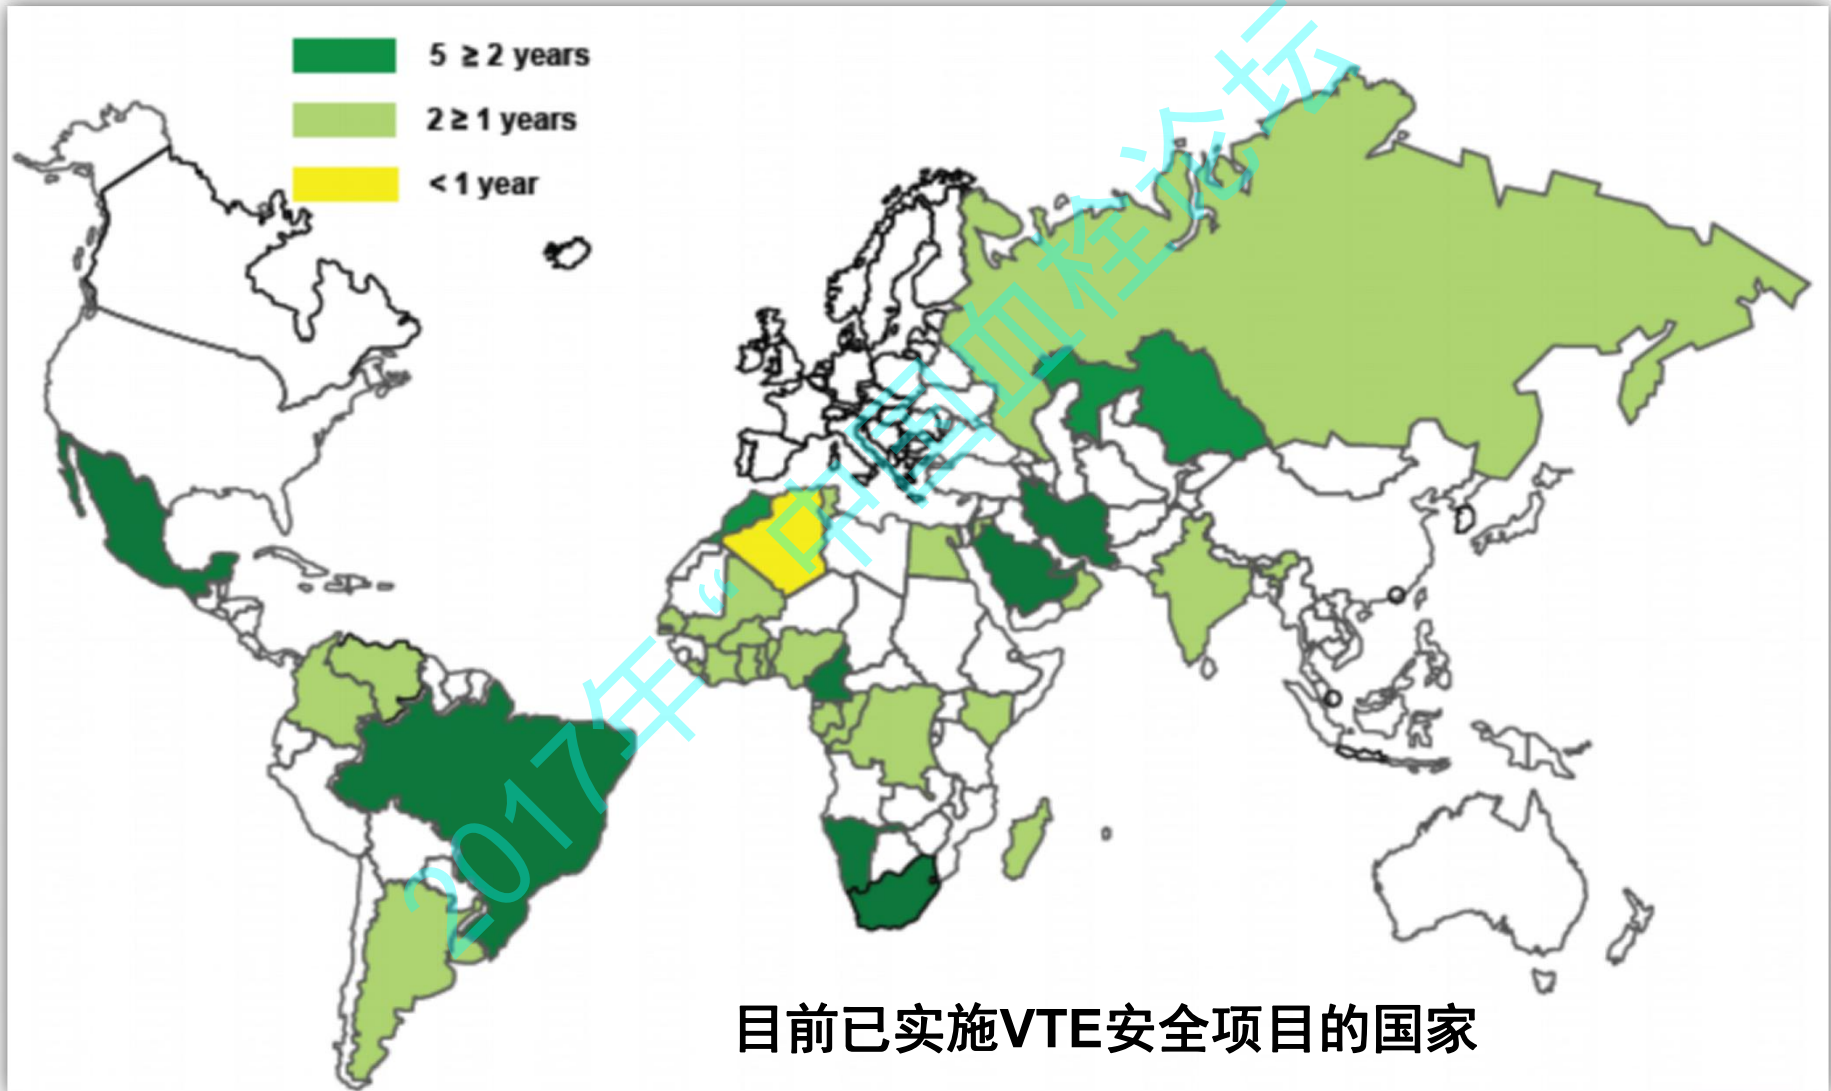 5 ≥ 2 years
2 ≥ 1 years
< 1 year
2017年“中国血栓论坛
目前已实施VTE安全项目的国家